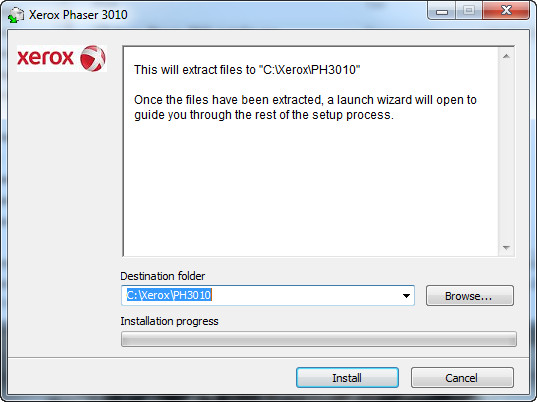 Xerox Phaser 3010
xerox
This will extract files to "C:\Xerox\PH3010"
Once the files have been extracted, a launch wizard will open to
guide you through the rest of the setup process.
Destination folder
C:\Xerox\PH3010
Browse...
Installation progress
Install
Cancel